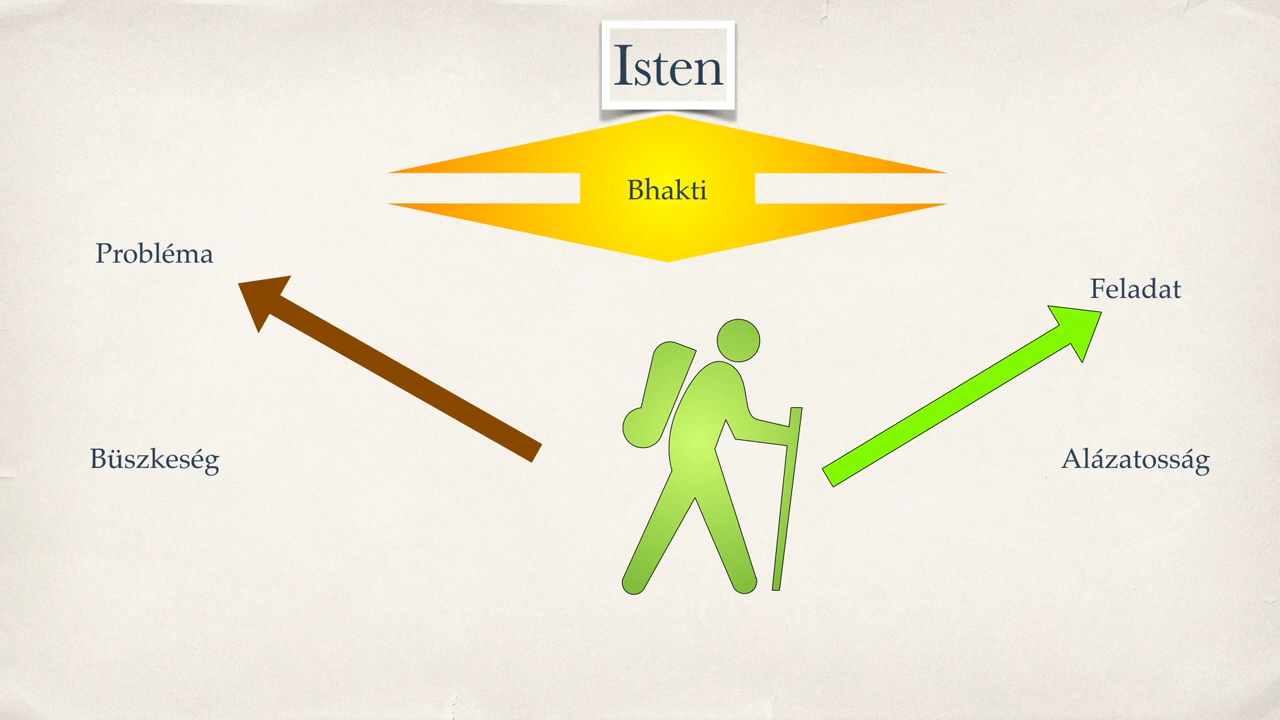 Isten
Bhakti
Probléma
Feladat
Büszkeség
Alázatosság